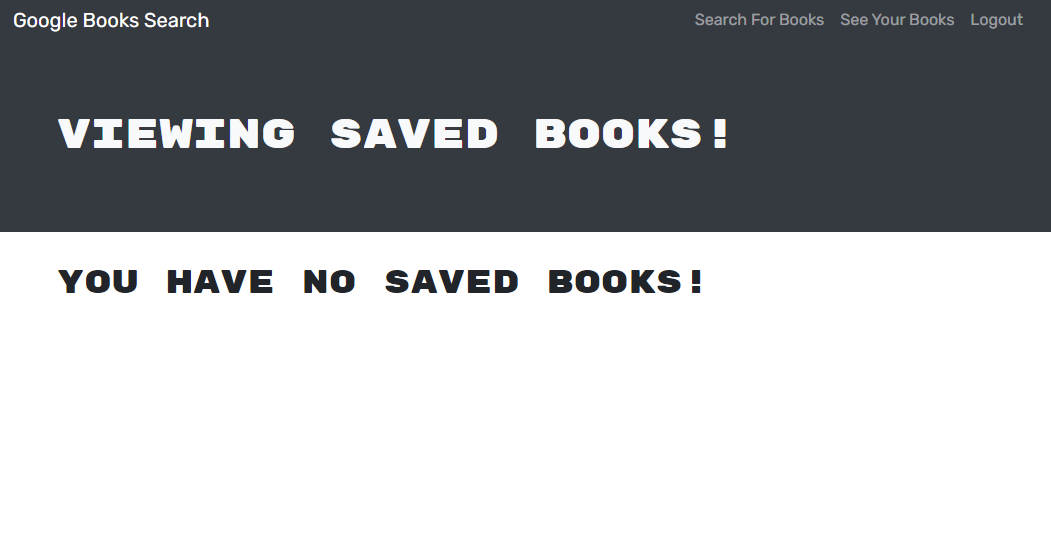 Google Books Search
Search For Books See Your Books Logout
VIEWING SAVED BOOKS!
YOU HAVE NO SAVED BOOKS!